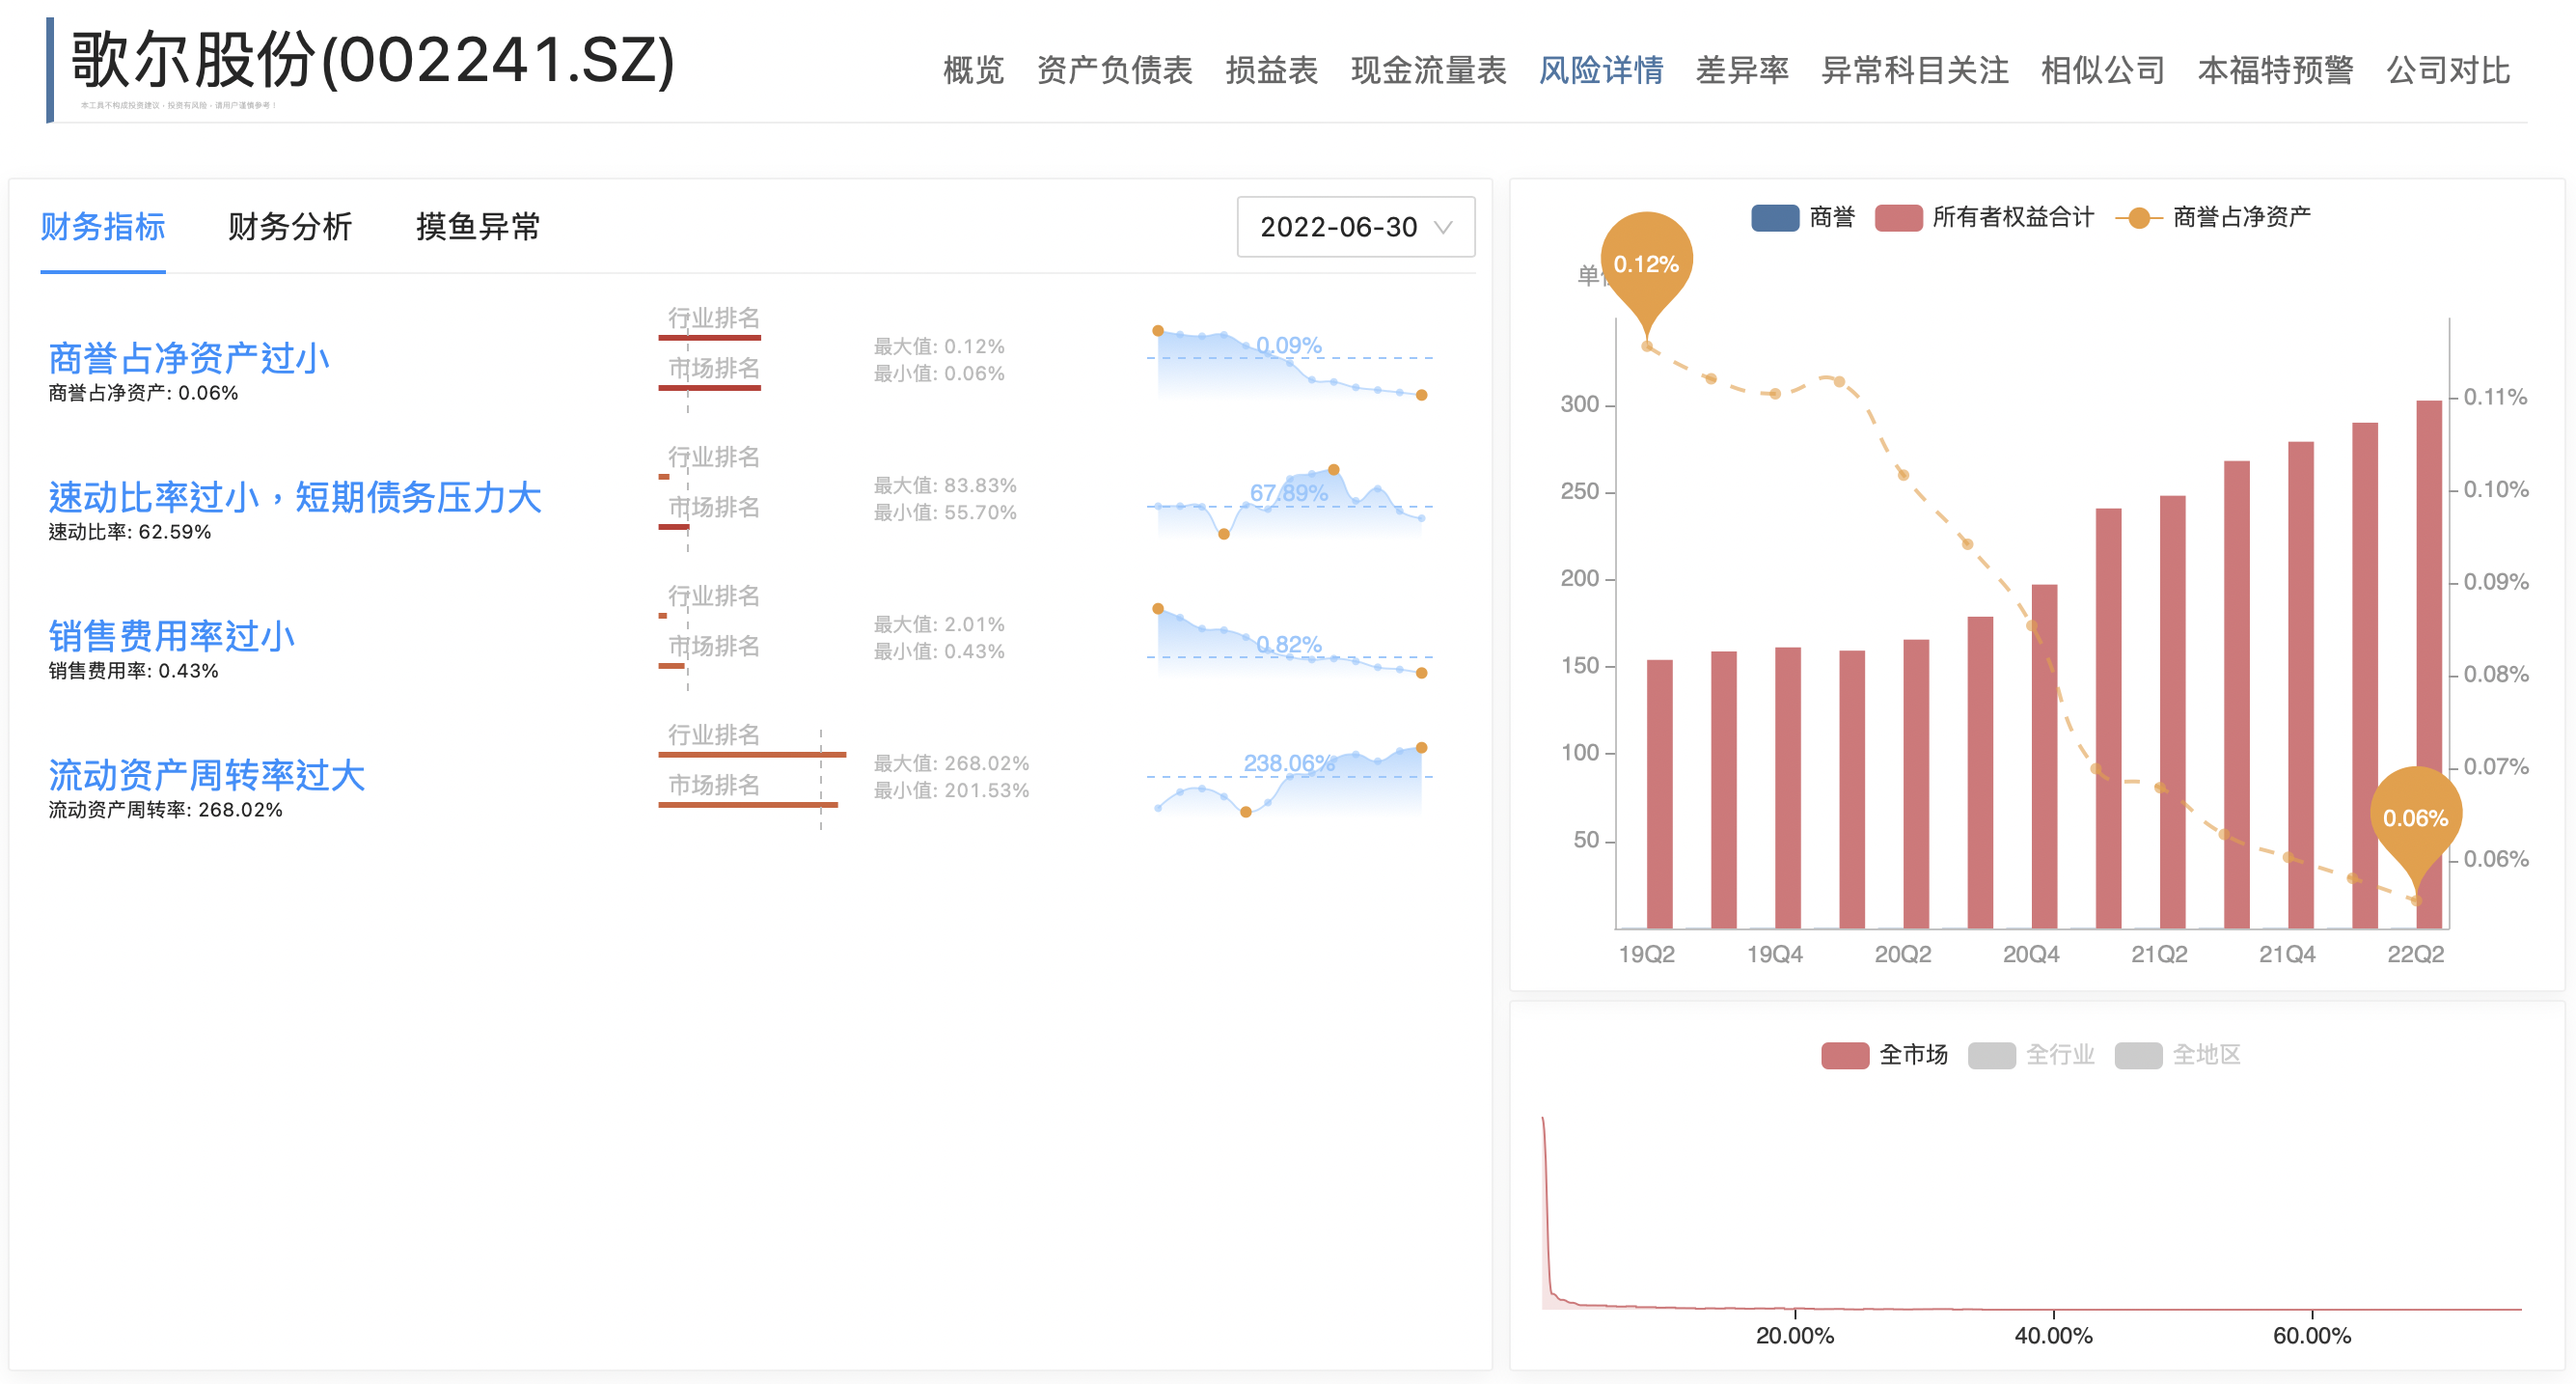 歌尔股份(002241.SZ)
本工具不构成投资建议，投资有风险，请用户谨慎参考！
概览 资产负债表 损益表 现金流量表 风险详情 差异率 异常科目关注 相似公司 本福特预警 公司对比
财务指标 财务分析 摸鱼异常 2022-06-30
商誉占净资产过小
商誉占净资产: 0.06%
行业排名
市场排名
最大值: 0.12%
最小值: 0.06%
0.09%
速动比率过小，短期债务压力大
速动比率: 62.59%
行业排名
市场排名
最大值: 83.83%
最小值: 55.70%
67.89%
销售费用率过小
销售费用率: 0.43%
行业排名
市场排名
最大值: 2.01%
最小值: 0.43%
0.82%
流动资产周转率过大
流动资产周转率: 268.02%
行业排名
市场排名
最大值: 268.02%
最小值: 201.53%
238.06%
商誉 所有者权益合计 商誉占净资产
单
0.12%
300
250
200
150
100
50
0.11%
0.10%
0.09%
0.08%
0.07%
0.06%
0.06%
19Q2 19Q4 20Q2 20Q4 21Q2 21Q4 22Q2
全市场 全行业 全地区
20.00% 40.00% 60.00%